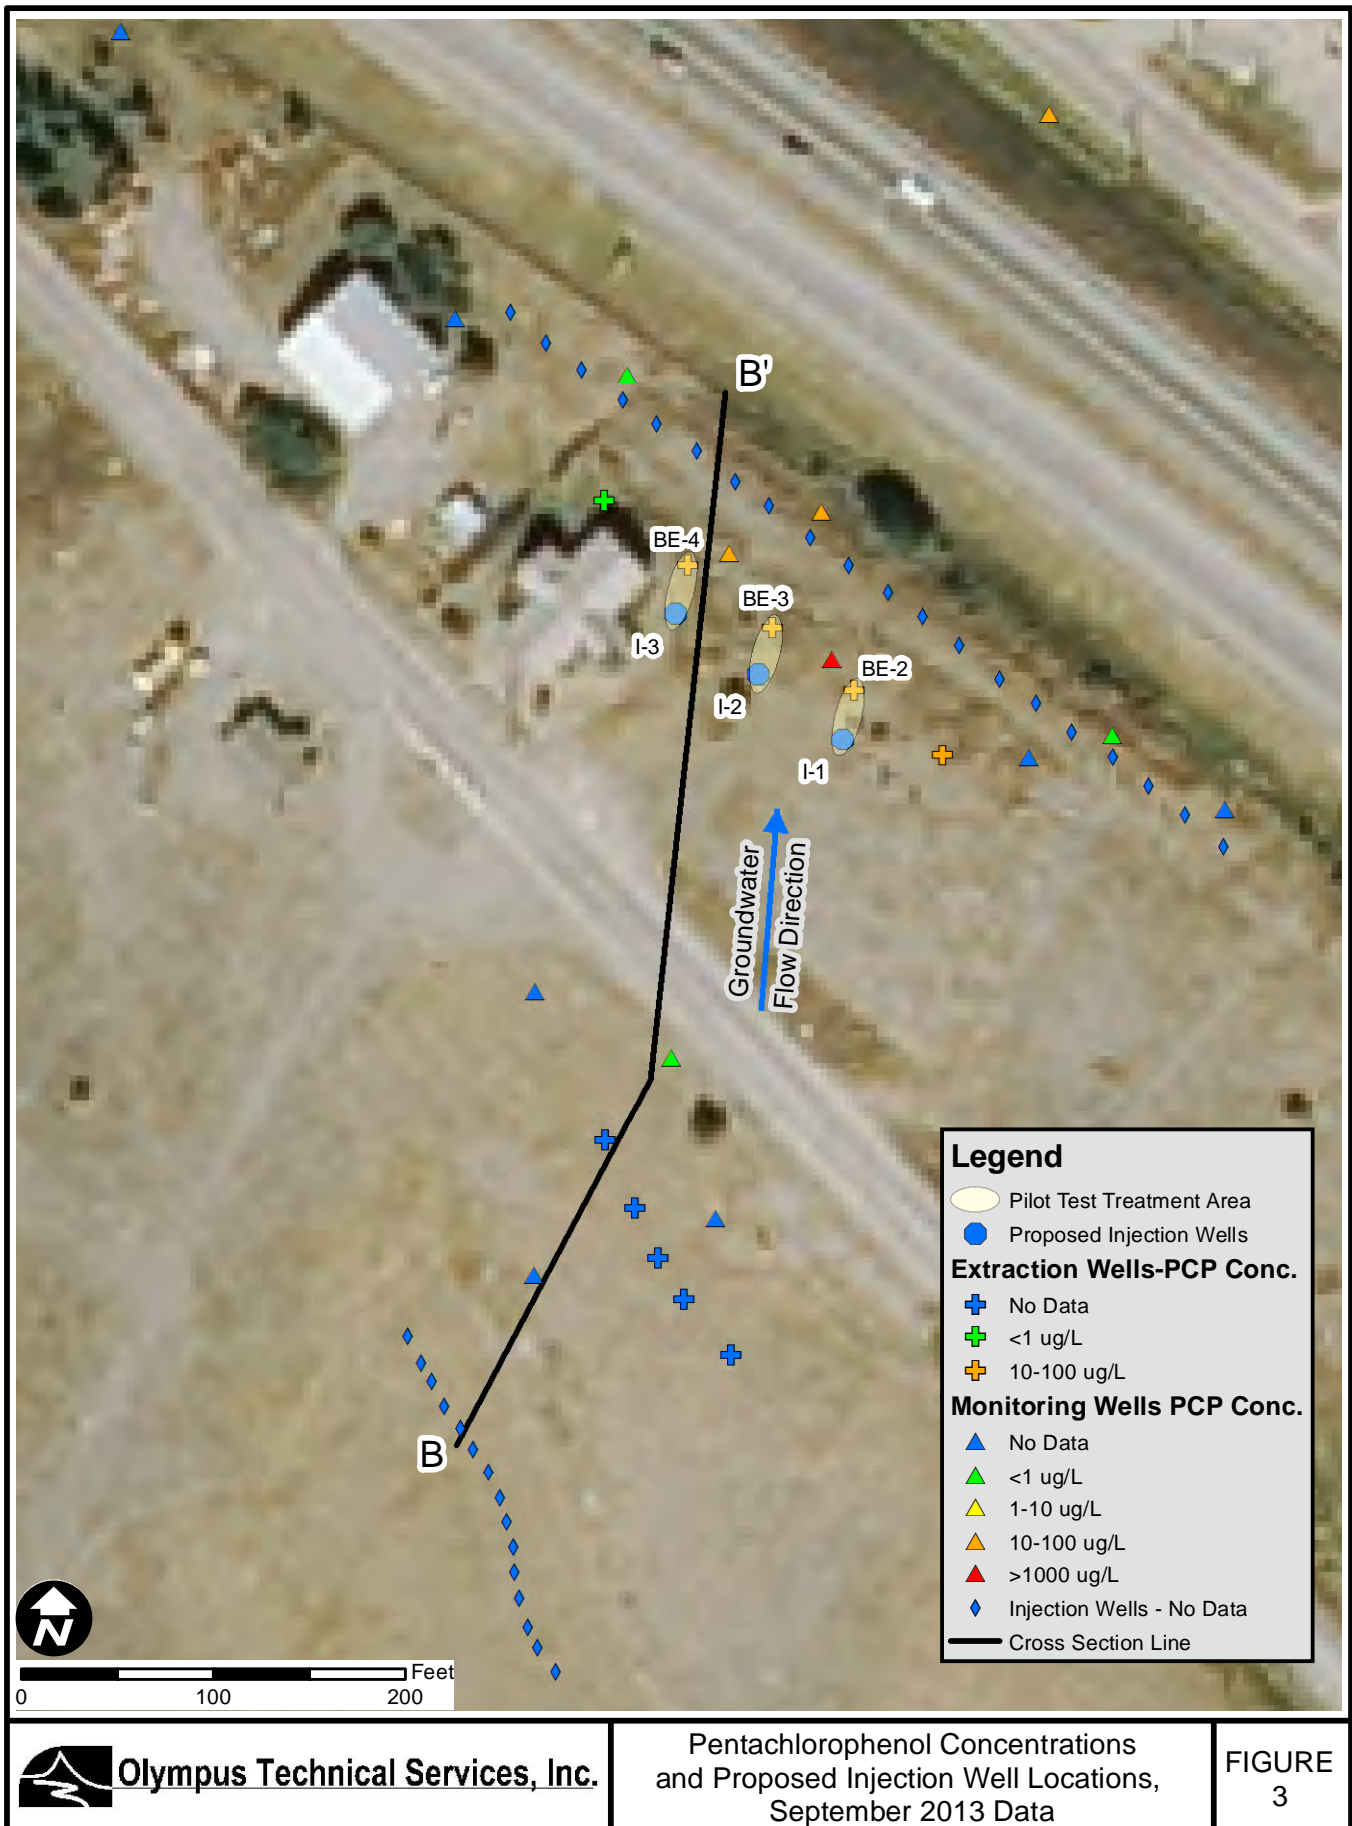 B'
BE-4
BE-3
I-3
BE-2
I-2
I-1
Groundwater
Flow Direction
B
Legend
Pilot Test Treatment Area
Proposed Injection Wells
Extraction Wells-PCP Conc.
No Data
<1 ug/L
10-100 ug/L
Monitoring Wells PCP Conc.
No Data
<1 ug/L
1-10 ug/L
10-100 ug/L
>1000 ug/L
Injection Wells - No Data
Cross Section Line
N
Feet
0 100 200
Olympus Technical Services, Inc.
Pentachlorophenol Concentrations
and Proposed Injection Well Locations,
September 2013 Data
FIGURE
3